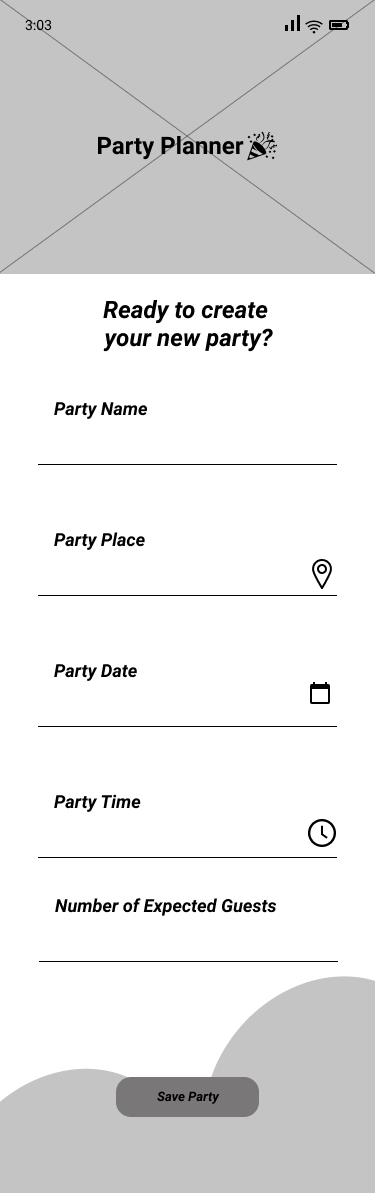 3:03
Party Planner
Ready to create
your new party?
Party Name
Party Place
Party Date
Party Time
Number of Expected Guests
Save Party